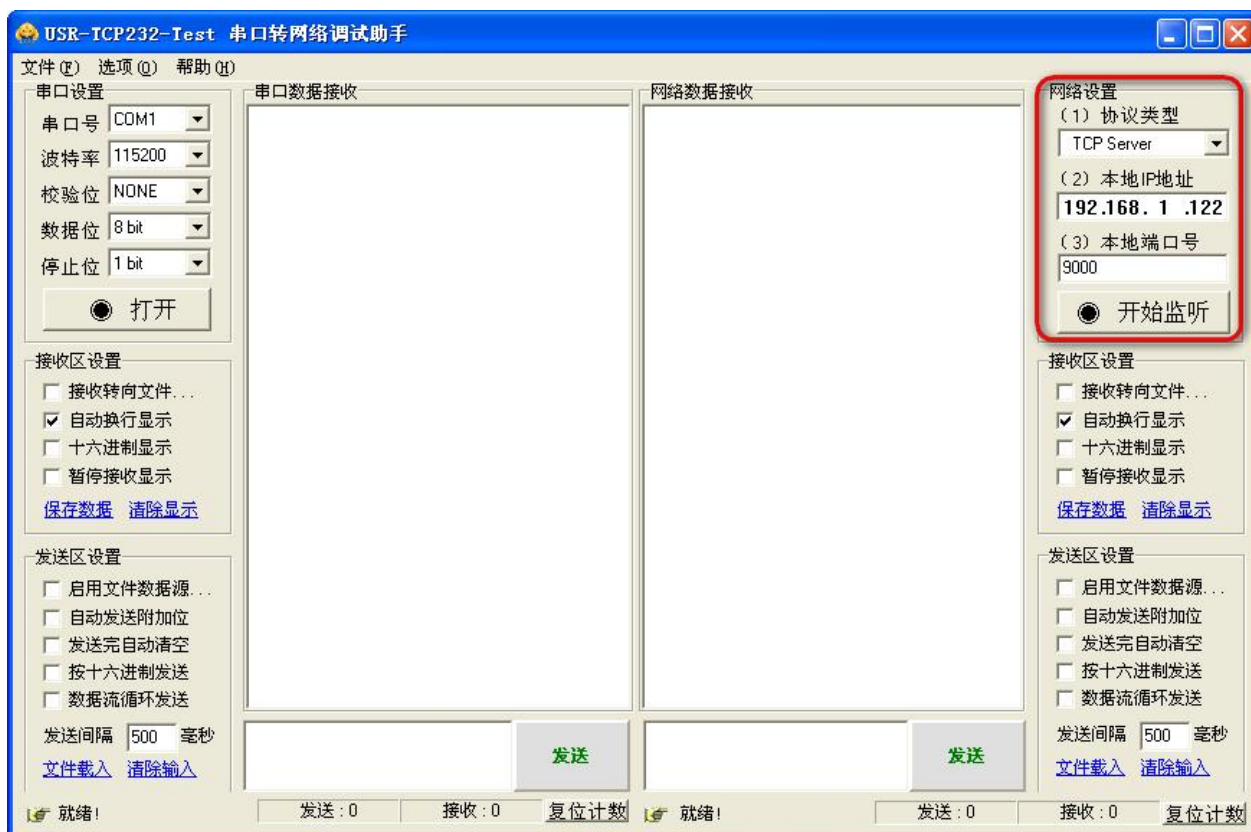 USR-TCP232-Test 串口转网络调试助手
文件(F) 选项(O) 帮助(H)
串口设置
串口号 COM1
波特率 115200
校验位 NONE
数据位 8 bit
停止位 1 bit
打开
接收区设置
接收转向文件...
自动换行显示
十六进制显示
暂停接收显示
保存数据 清除显示
发送区设置
启用文件数据源...
自动发送附加位
发送完自动清空
按十六进制发送
数据流循环发送
发送间隔 500 毫秒
文件载入 清除输入
串口数据接收
发送
就绪!
发送:0
接收:0
复位计数
网络数据接收
发送
就绪!
发送:0
接收:0
复位计数
网络设置
(1) 协议类型
TCP Server
(2) 本地IP地址
192.168. 1 .122
(3) 本地端口号
9000
开始监听
接收区设置
接收转向文件...
自动换行显示
十六进制显示
暂停接收显示
保存数据 清除显示
发送区设置
启用文件数据源...
自动发送附加位
发送完自动清空
按十六进制发送
数据流循环发送
发送间隔 500 毫秒
文件载入 清除输入